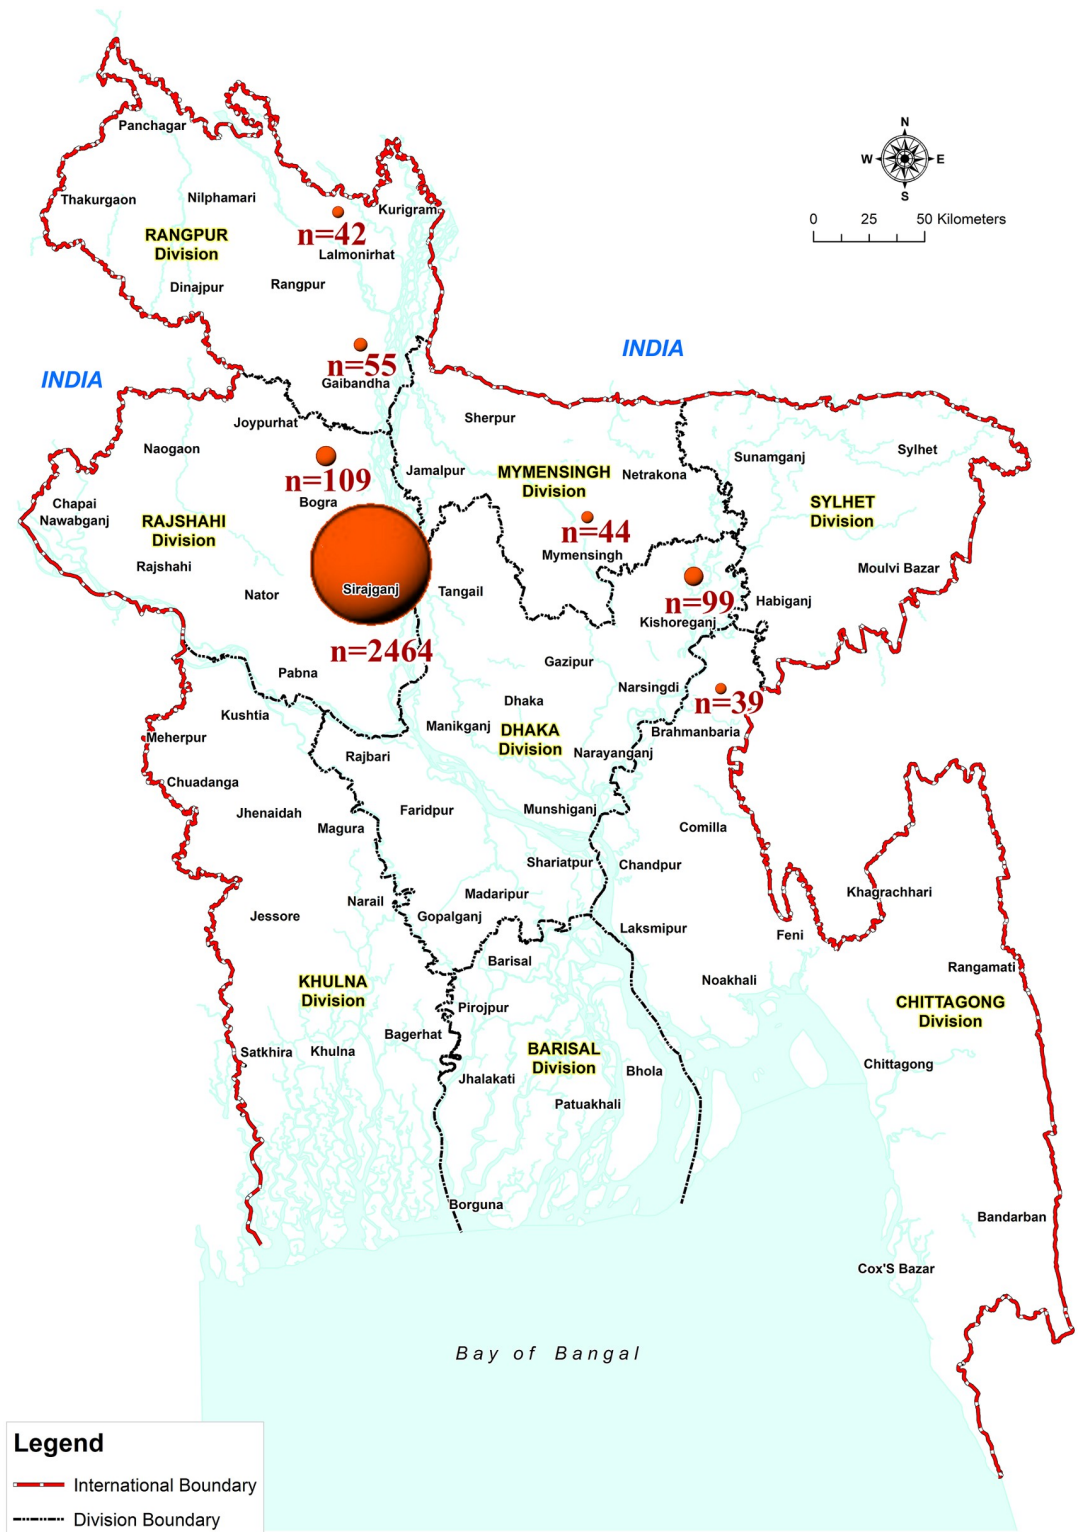 Panchagar
N
W
E
S
Thakurgaon
Nilphamari
Kurigram
0 25 50 Kilometers
n=42
RANGPUR
Division
Lalmonirhat
Dinajpur
Rangpur
INDIA
n=55
INDIA
Gaibandha
Joypurhat
Sherpur
Naogaon
Sylhet
Sunamganj
Jamalpur
MYMENSINGH
Division
Netrakona
n=109
Bogra
Chapai
Nawabganj
RAJSHAHI
Division
SYLHET
Division
n=44
Mymensingh
Rajshahi
Moulvi Bazar
Sirajganj
Tangail
Nator
n=99
Habiganj
Kishoreganj
n=2464
Gazipur
Pabna
Narsingdi
Dhaka
n=39
Kushtia
Manikganj
DHAKA
Division
Brahmanbaria
Meherpur
Rajbari
Narayanganj
Chuadanga
Jhenaidah
Faridpur
Munshiganj
Magura
Comilla
Shariatpur
Chandpur
Madaripur
Khagrachhari
Narail
Jessore
Gopalganj
Laksmipur
Feni
Barisal
Rangamati
KHULNA
Division
Noakhali
CHITTAGONG
Division
Pirojpur
Bagerhat
Satkhira
Khulna
BARISAL
Division
Chittagong
Bhola
Jhalakati
Patuakhali
Borguna
Bandarban
Cox'S Bazar
Bay of Bangal
Legend
International Boundary
Division Boundary